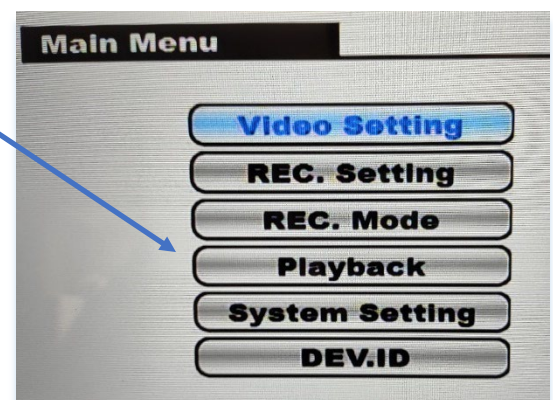 Main Menu
Video Setting
REC. Setting
REC. Mode
Playback
System Setting
DEV.ID